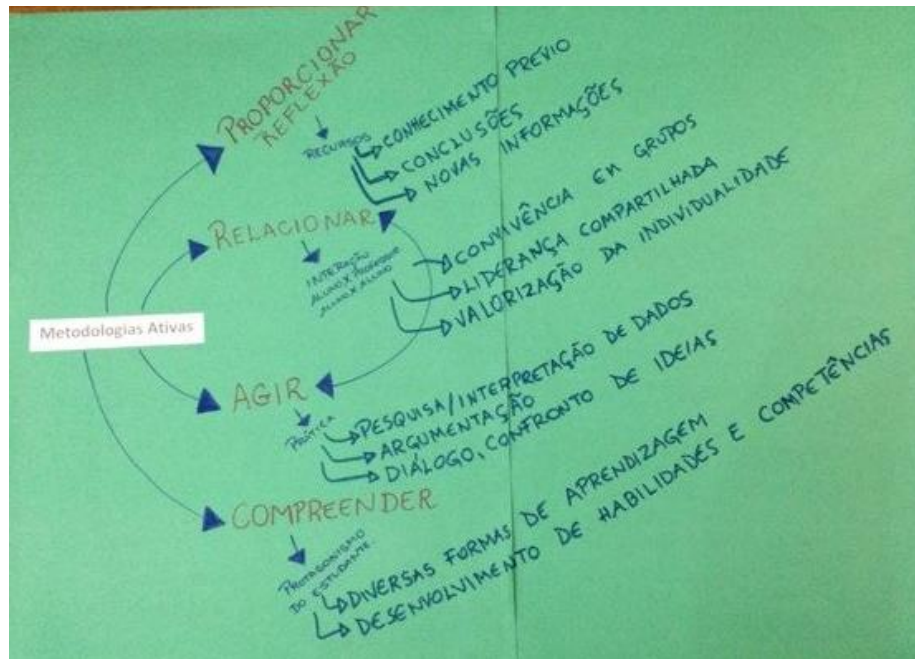 PROPORCIONAR
REFLEXÃO
RECURSOS
CONHECIMENTO PRÉVIO
CONCLUSÕES
NOVAS INFORMAÇÕES
RELACIONAR
INTERAÇÃO
ALUNO X PROFESSOR
ALUNO X ALUNO
CONVIVÊNCIA EM GRUPOS
LIDERANÇA COMPARTILHADA
VALORIZAÇÃO DA INDIVIDUALIDADE
Metodologias Ativas
AGIR
PRÁTICA
PESQUISA/INTERPRETAÇÃO DE DADOS
ARGUMENTAÇÃO
DIÁLOGO, CONFRONTO DE IDEIAS
COMPREENDER
PROTAGONISMO
DO ESTUDANTE.
DIVERSAS FORMAS DE APRENDIZAGEM
DESENVOLVIMENTO DE HABILIDADES E COMPETÊNCIAS